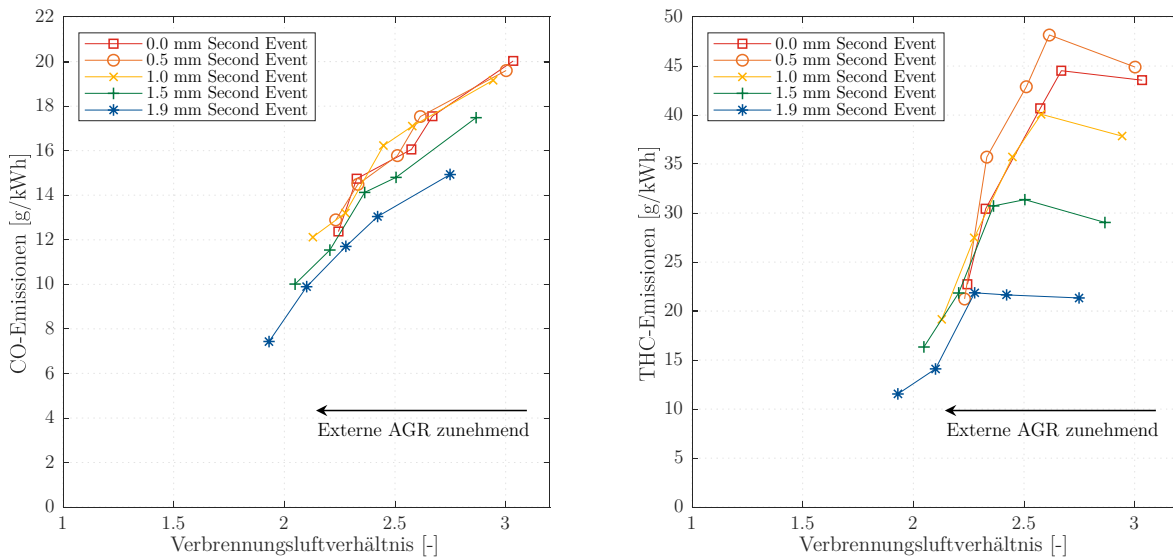 22
20
18
16
14
12
10
8
6
4
2
0
CO-Emissionen [g/kWh]
0.0 mm Second Event
0.5 mm Second Event
1.0 mm Second Event
1.5 mm Second Event
1.9 mm Second Event
Externe AGR zunehmend
1 1.5 2 2.5 3
Verbrennungsluftverhältnis [-]
50
45
40
35
30
25
20
15
10
5
0
THC-Emissionen [g/kWh]
0.0 mm Second Event
0.5 mm Second Event
1.0 mm Second Event
1.5 mm Second Event
1.9 mm Second Event
Externe AGR zunehmend
1 1.5 2 2.5 3
Verbrennungsluftverhältnis [-]